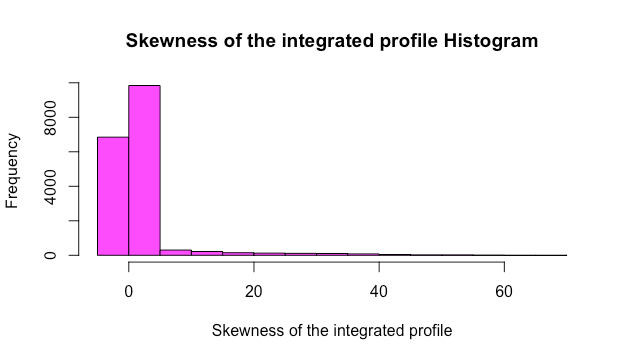 Skewness of the integrated profile Histogram
Frequency
8000
4000
0
0 20 40 60
Skewness of the integrated profile